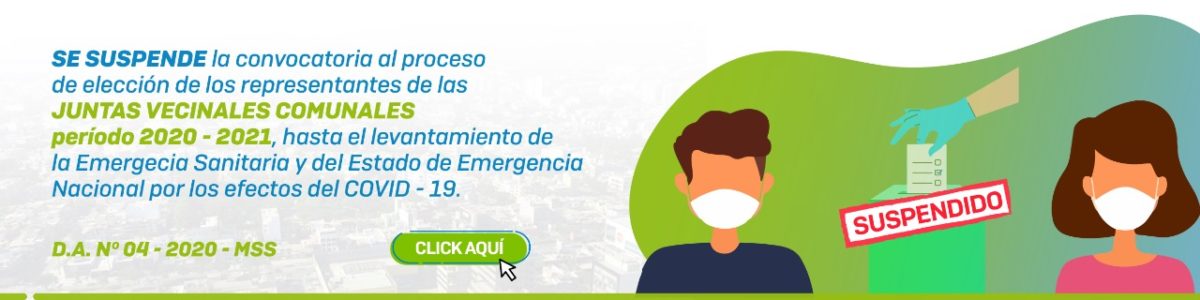 SE SUSPENDE la convocatoria al proceso
de elección de los representantes de las
JUNTAS VECINALES COMUNALES
período 2020 - 2021, hasta el levantamiento de
la Emergecia Sanitaria y del Estado de Emergencia
Nacional por los efectos del COVID - 19.
D.A. Nº 04 - 2020 - MSS
CLICK AQUÍ
SUSPENDIDO